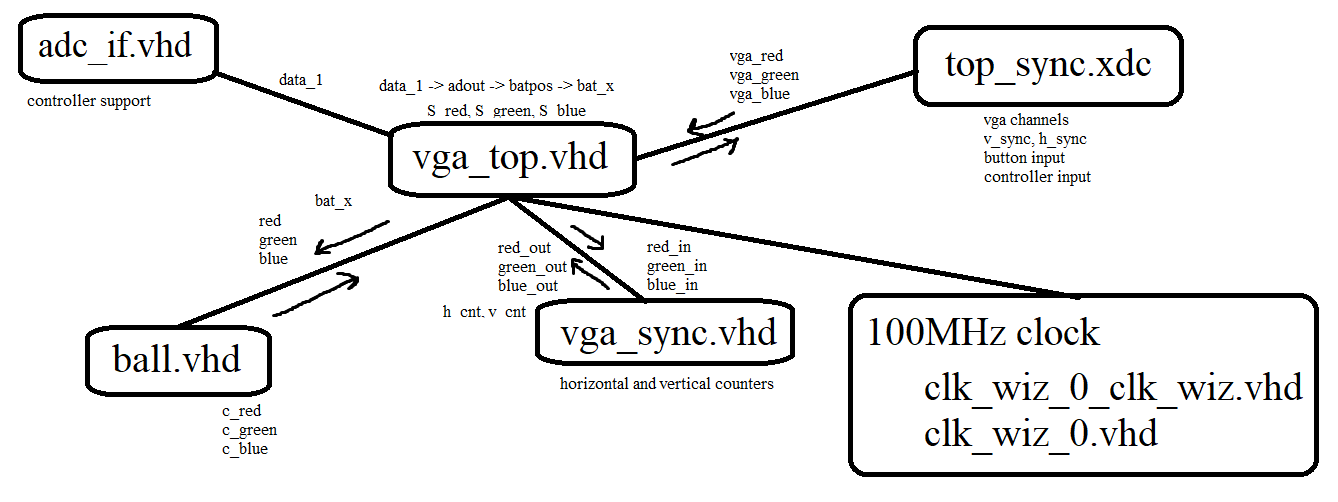 adc_if.vhd
controller support
data_1
data_1 -> adout -> batpos -> bat_x
S_red, S_green, S_blue
vga_top.vhd
vga_red
vga_green
vga_blue
top_sync.xdc
vga channels
v_sync, h_sync
button input
controller input
bat_x
red
green
blue
red_out
green_out
blue_out
red_in
green_in
blue_in
h_cnt, v_cnt
ball.vhd
c_red
c_green
c_blue
vga_sync.vhd
horizontal and vertical counters
100MHz clock
clk_wiz_0_clk_wiz.vhd
clk_wiz_0.vhd